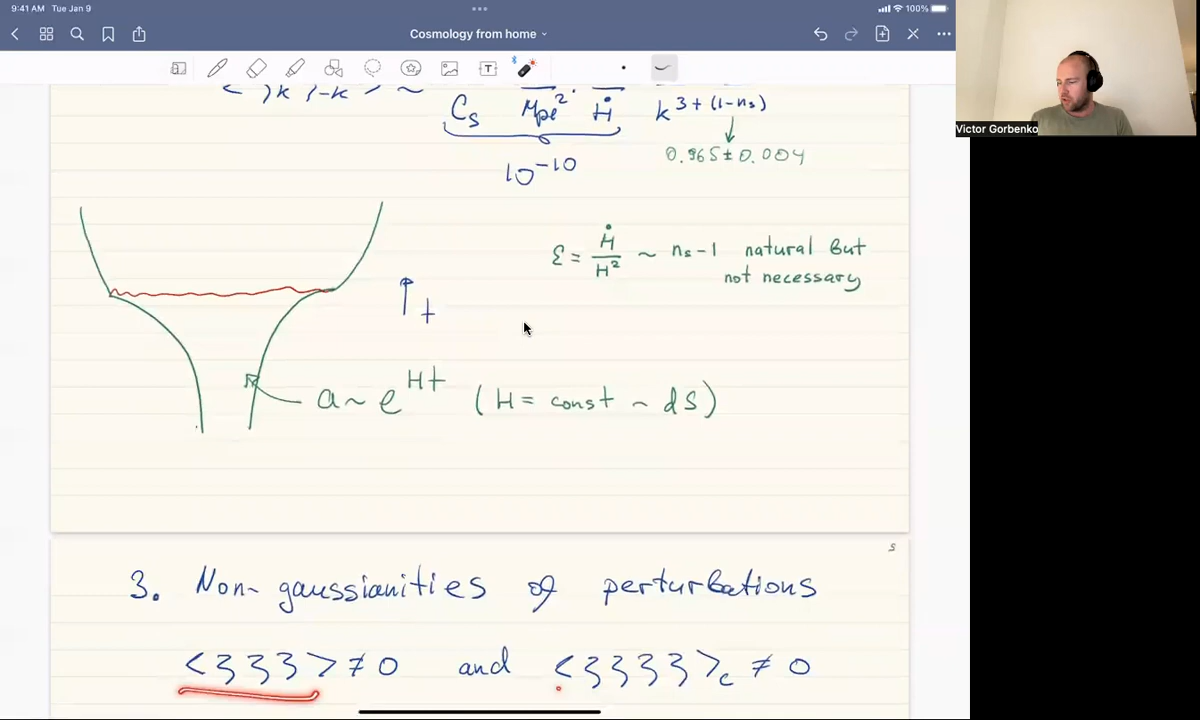 9:41 AM Tue Jan 9
100%
Cosmology from home
Victor Gorbenko
Cs Mpl² · Ḣ k^3+(1-ns)
0.965±0.004
10^-10
ε = Ḣ/H² ~ ns-1 natural but
not necessary
t
a ~ e^Ht (H = const ~ dS)
5
3. Non-gaussianities of perturbations
<ζζζ> ≠ 0 and <ζζζζ>c ≠ 0